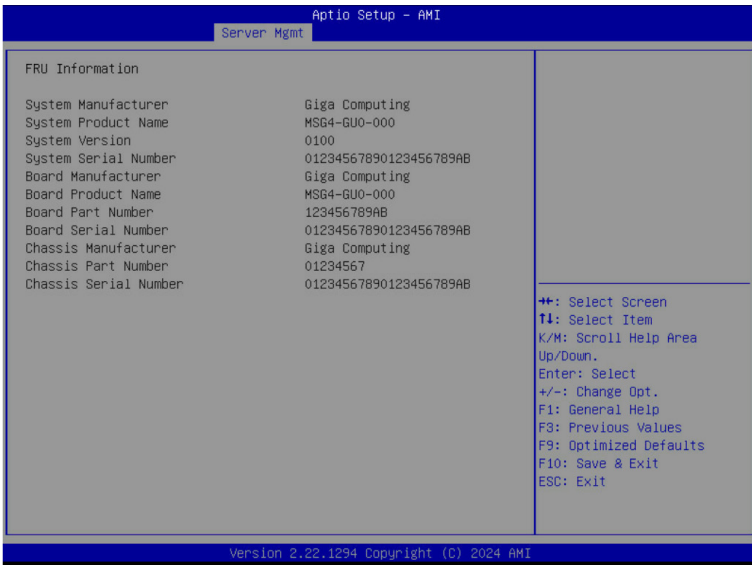 Aptio Setup - AMI
Server Mgmt
FRU Information
System Manufacturer Giga Computing
System Product Name MSG4-GU0-000
System Version 0100
System Serial Number 01234567890123456789AB
Board Manufacturer Giga Computing
Board Product Name MSG4-GU0-000
Board Part Number 123456789AB
Board Serial Number 01234567890123456789AB
Chassis Manufacturer Giga Computing
Chassis Part Number 01234567
Chassis Serial Number 01234567890123456789AB
→←: Select Screen
↑↓: Select Item
K/M: Scroll Help Area
Up/Down.
Enter: Select
+/-: Change Opt.
F1: General Help
F3: Previous Values
F9: Optimized Defaults
F10: Save & Exit
ESC: Exit
Version 2.22.1294 Copyright (C) 2024 AMI